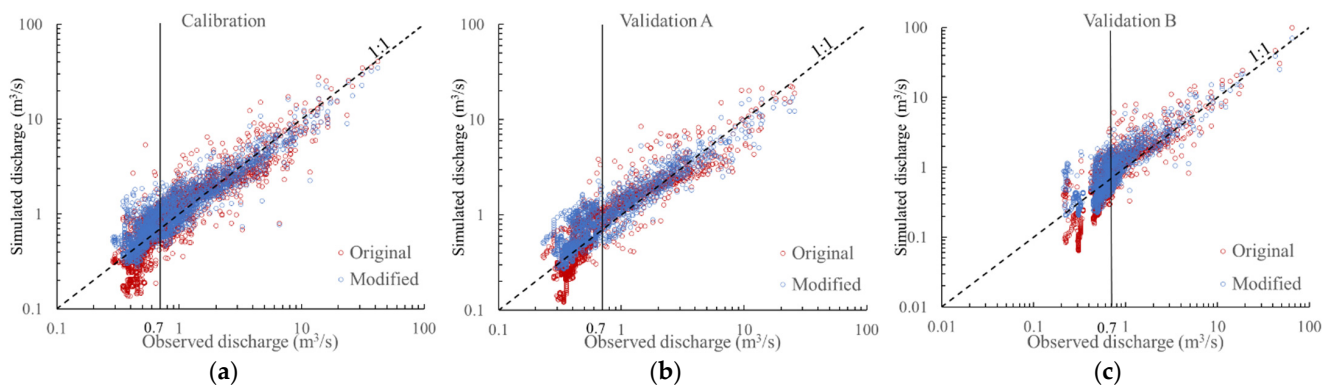 Calibration
100
10
1
0.1
Simulated discharge (m³/s)
1:1
Original
Modified
0.1
0.7
1
10
100
Observed discharge (m³/s)
(a)
Validation A
100
10
1
0.1
Simulated discharge (m³/s)
1:1
Original
Modified
0.1
0.7
1
10
100
Observed discharge (m³/s)
(b)
Validation B
100
10
1
0.1
0.01
Simulated discharge (m³/s)
1:1
Original
Modified
0.01
0.1
0.7
1
10
100
Observed discharge (m³/s)
(c)